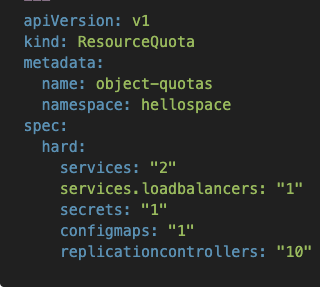 ---
apiVersion: v1
kind: ResourceQuota
metadata:
  name: object-quotas
  namespace: hellospace
spec:
  hard:
    services: "2"
    services.loadbalancers: "1"
    secrets: "1"
    configmaps: "1"
    replicationcontrollers: "10"